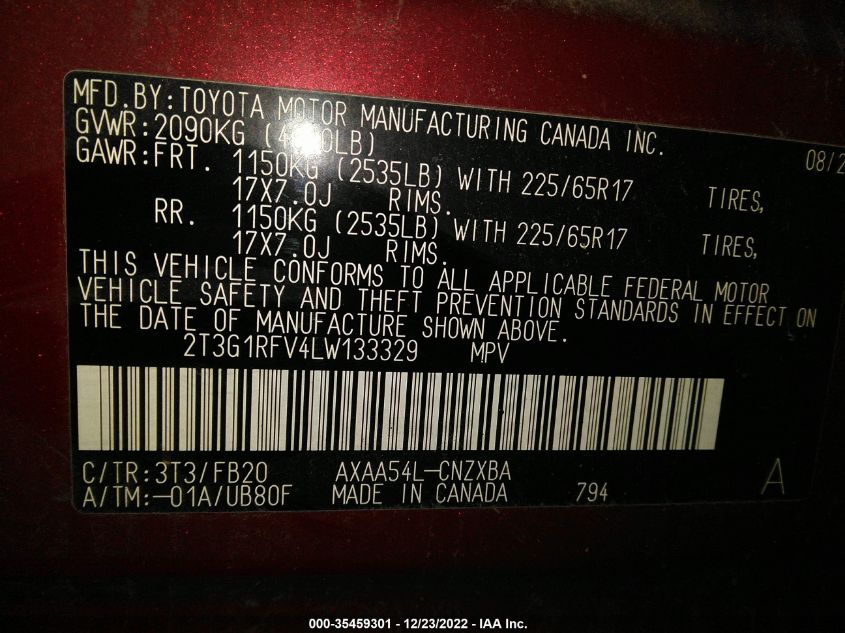 MFD.BY:TOYOTA MOTOR MANUFACTURING CANADA INC.
GVWR:2090KG 08/2
GAWR:FRT. 1150KG (2535LB) WITH 225/65R17 TIRES,
17X7.0J RIMS.
RR. 1150KG (2535LB) WITH 225/65R17 TIRES,
17X7.0J RIMS.
THIS VEHICLE CONFORMS TO ALL APPLICABLE FEDERAL MOTOR
VEHICLE SAFETY AND THEFT PREVENTION STANDARDS IN EFFECT ON
THE DATE OF MANUFACTURE SHOWN ABOVE.
2T3G1RFV4LW133329 MPV
C/TR:3T3/FB20 AXAA54L-CNZXBA
A/TM:-01A/UB80F MADE IN CANADA 794 A
000-35459301 - 12/23/2022 - IAA Inc.